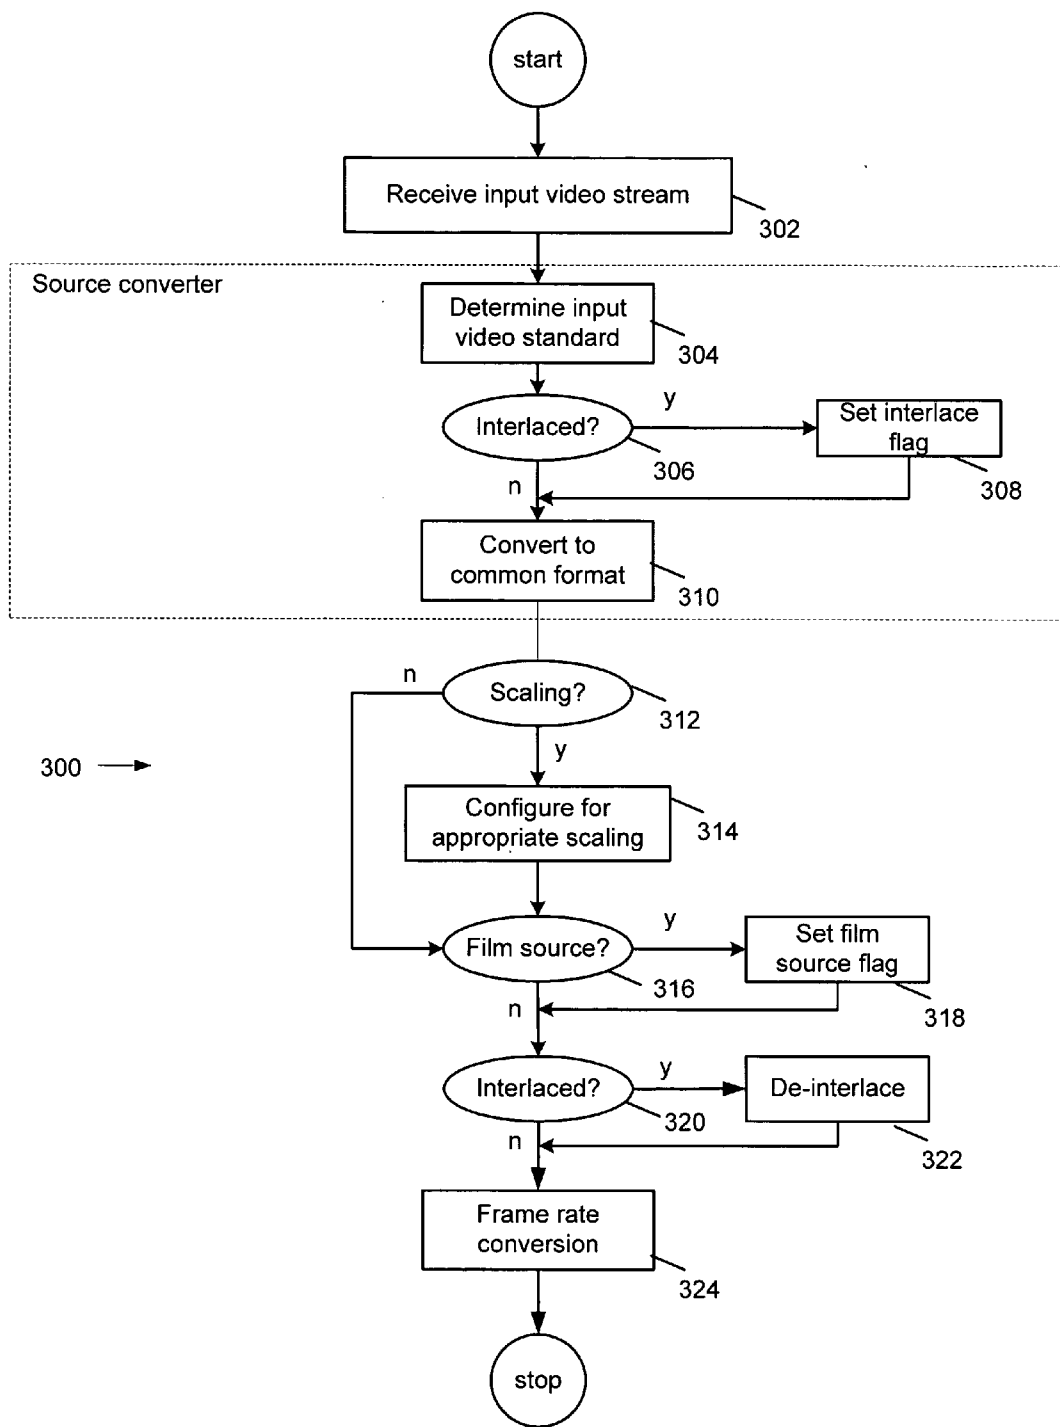 start
Receive input video stream
302
Source converter
Determine input
video standard
304
Interlaced?
y
306
Set interlace
flag
308
n
Convert to
common format
310
n
Scaling?
312
y
300
Configure for
appropriate scaling
314
Film source?
y
316
Set film
source flag
318
n
Interlaced?
y
320
De-interlace
322
n
Frame rate
conversion
324
stop